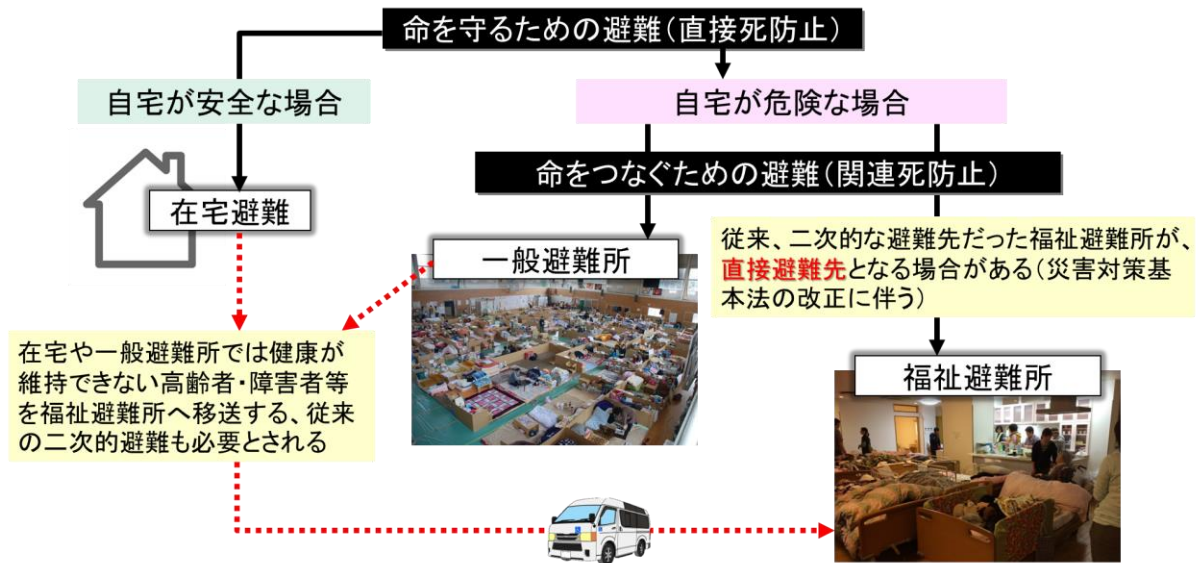 命を守るための避難（直接死防止）
自宅が安全な場合
自宅が危険な場合
命をつなぐための避難（関連死防止）
在宅避難
一般避難所
従来、二次的な避難先だった福祉避難所が、
直接避難先となる場合がある（災害対策基
本法の改正に伴う）
在宅や一般避難所では健康が
維持できない高齢者・障害者等
を福祉避難所へ移送する、従来
の二次的避難も必要とされる
福祉避難所